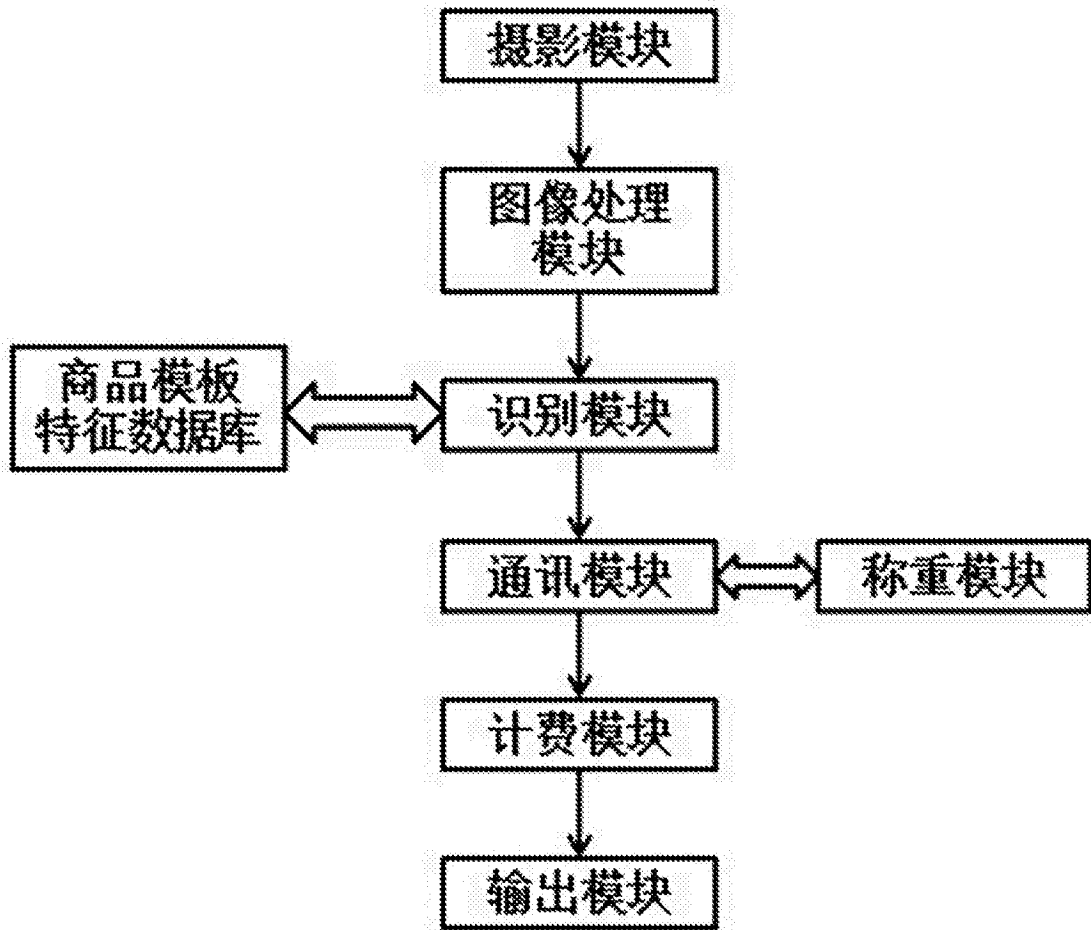 摄影模块
图像处理
模块
商品模板
特征数据库
识别模块
通讯模块
称重模块
计费模块
输出模块